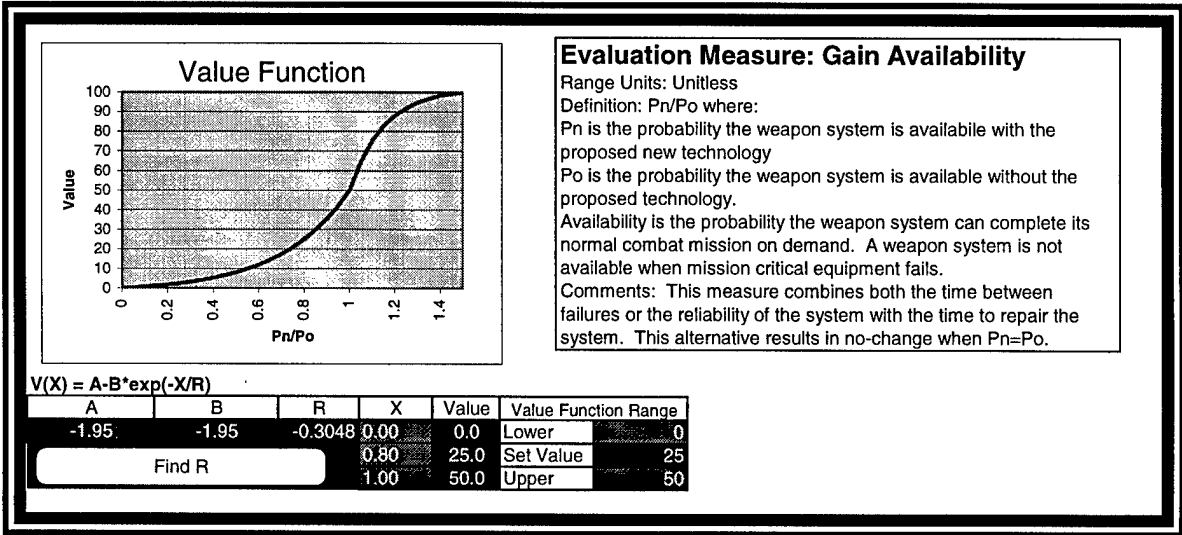 Value Function
100
90
80
70
60
50
40
30
20
10
0
Value
0
0.2
0.4
0.6
0.8
1
1.2
1.4
Pn/Po
Evaluation Measure: Gain Availability
Range Units: Unitless
Definition: Pn/Po where:
Pn is the probability the weapon system is availabile with the
proposed new technology
Po is the probability the weapon system is available without the
proposed technology.
Availability is the probability the weapon system can complete its
normal combat mission on demand. A weapon system is not
available when mission critical equipment fails.
Comments: This measure combines both the time between
failures or the reliability of the system with the time to repair the
system. This alternative results in no-change when Pn=Po.
V(X) = A-B*exp(-X/R)
A B R X Value Value Function Range
-1.95 -1.95 -0.3048 0.00 0.0 Lower 0
Find R 0.80 25.0 Set Value 25
1.00 50.0 Upper 50